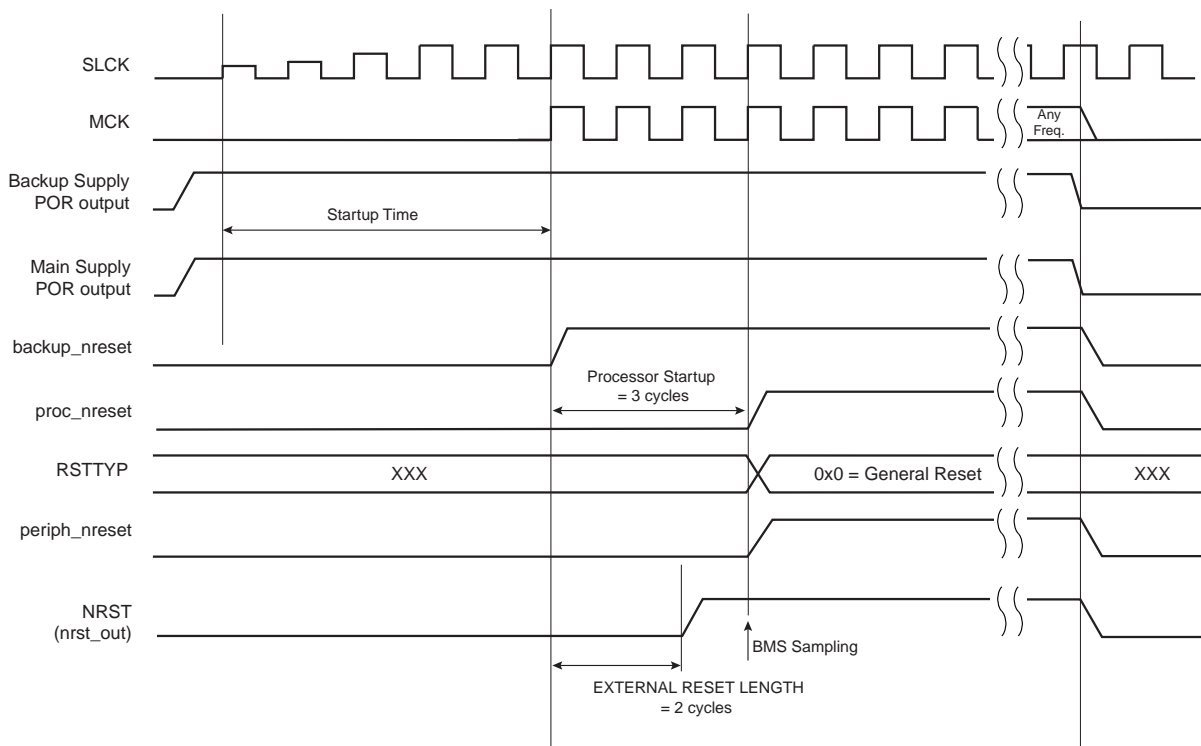 SLCK
MCK
Any
Freq.
Backup Supply
POR output
Startup Time
Main Supply
POR output
backup_nreset
Processor Startup
= 3 cycles
proc_nreset
RSTTYP
XXX
0x0 = General Reset
XXX
periph_nreset
NRST
(nrst_out)
BMS Sampling
EXTERNAL RESET LENGTH
= 2 cycles